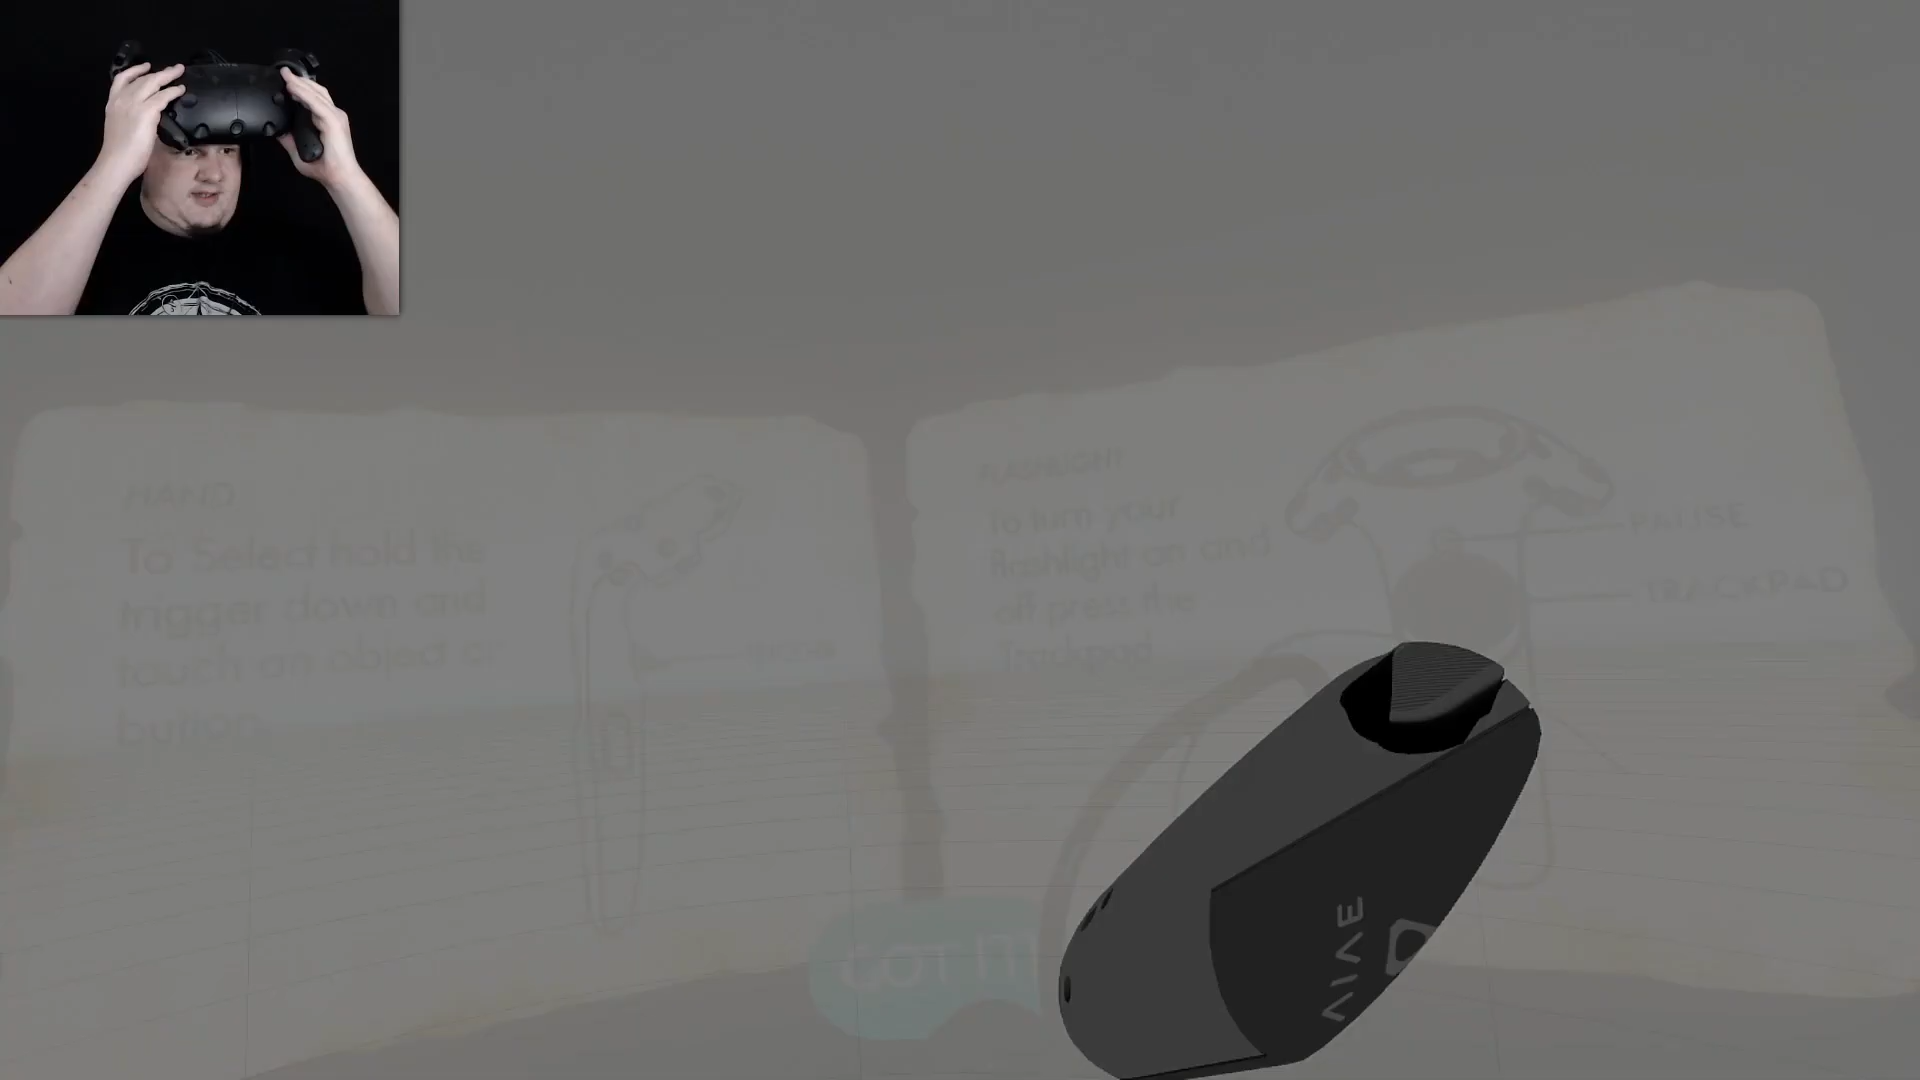 HAND
To Select hold the
trigger down and
touch an object or
button.
FLASHLIGHT
To turn your
flashlight on and
off press the
Trackpad
PAUSE
TRACKPAD
GOT IT
VIVE